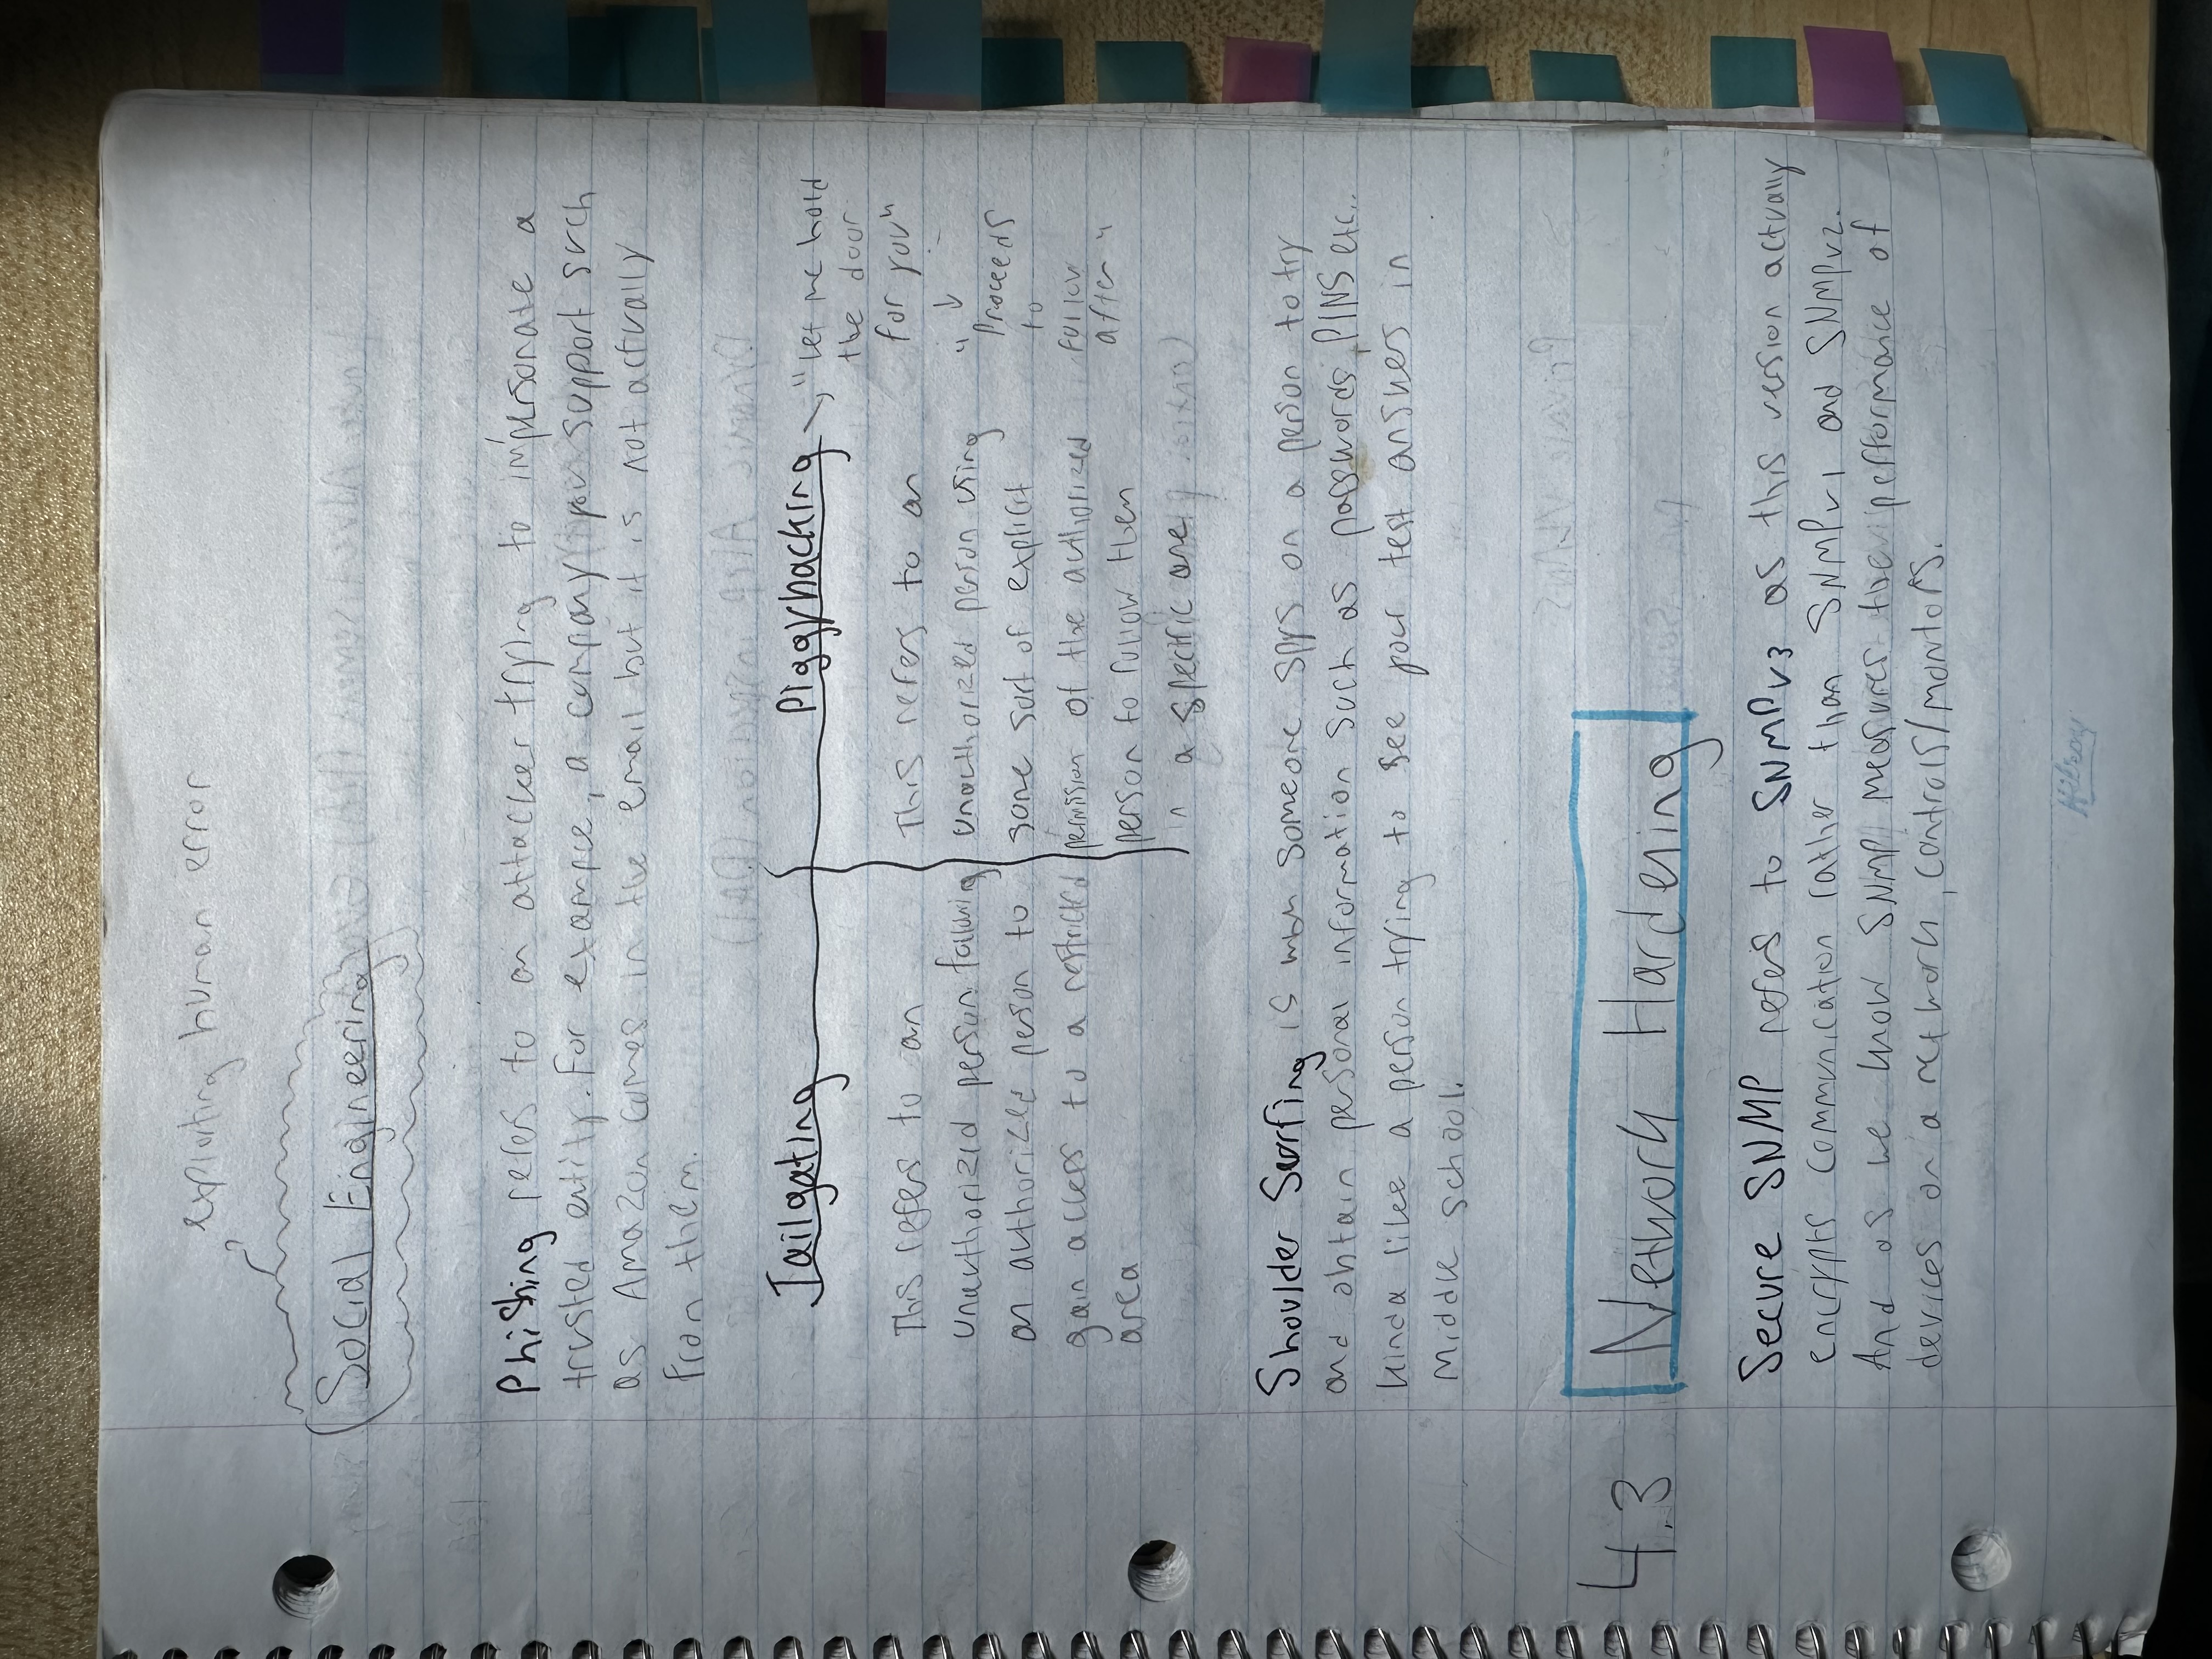 exploiting human error
Social Engineering
Phishing refers to an attacker trying to impersonate a
trusted entity. For example, a company you support such
as Amazon comes in the email but it is not actually
from them.
Tailgating
This refers to an
unauthorized person following
an authorized person to
gain access to a restricted
area
Piggybacking
This refers to an
unauthorized person using
some sort of explicit
permission of the authorized
person to follow them
in a specific area
"Let me hold
the door
for you"
↓
"Proceeds
to
follow
after"
Shoulder Surfing is when someone spys on a person to try
and obtain personal information such as passwords, PINS etc..
kinda like a person trying to see your test answers in
middle school.
4.3 Network Hardening
Secure SNMP refers to SNMPv3 as this version actually
encrypts communication rather than SNMPv1 and SNMPv2.
And as we know SNMP measures the performance of
devices on a network, controls/monitors.
Hilroy